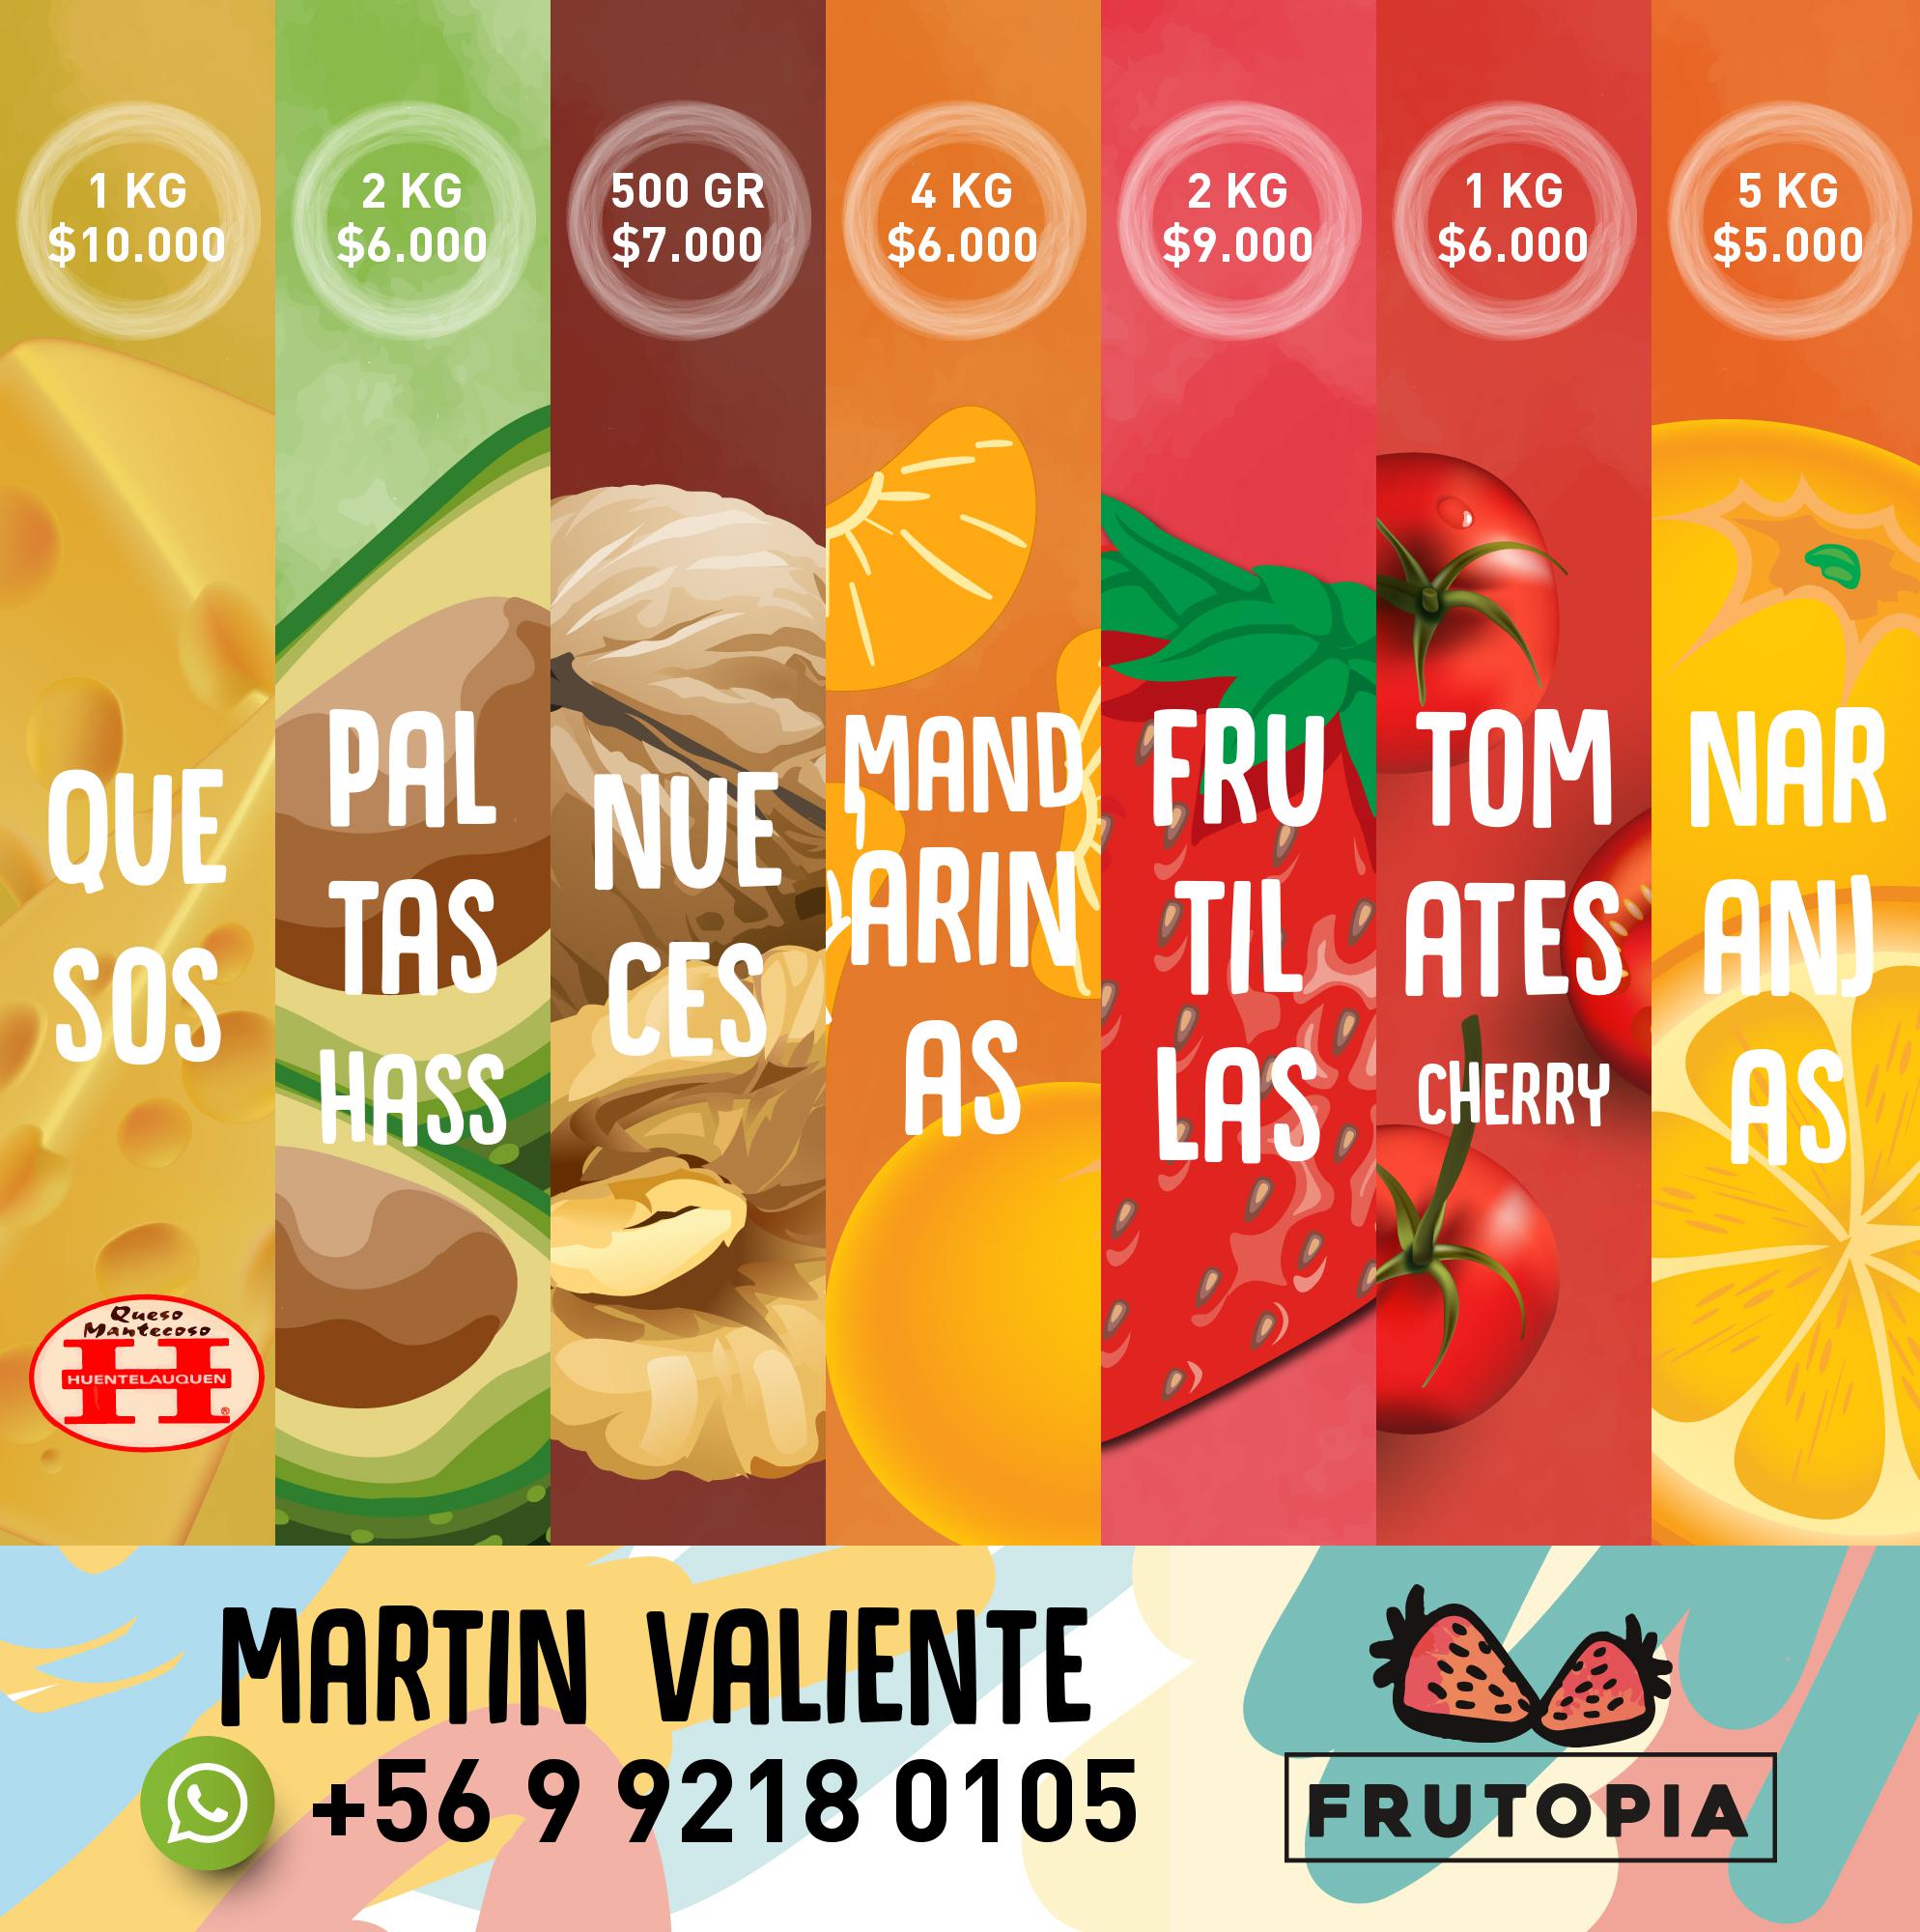 1 KG
$10.000
QUE
SOS
Queso
Mantecoso
HUENTELAUQUEN
®
2 KG
$6.000
PAL
TAS
HASS
500 GR
$7.000
NUE
CES
4 KG
$6.000
MAND
ARIN
AS
2 KG
$9.000
FRU
TIL
LAS
1 KG
$6.000
TOM
ATES
CHERRY
5 KG
$5.000
NAR
ANJ
AS
MARTIN VALIENTE
+56 9 9218 0105
FRUTOPIA